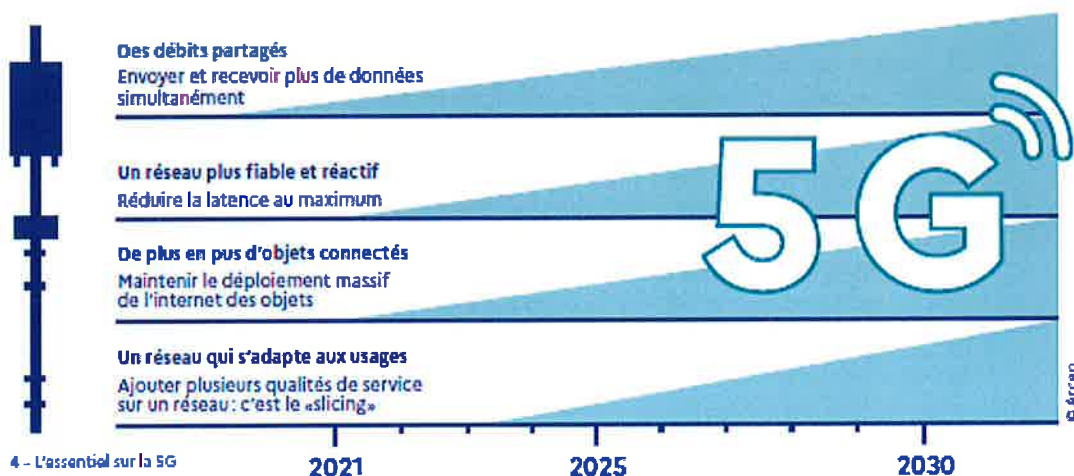 Des débits partagés
Envoyer et recevoir plus de données
simultanément
Un réseau plus fiable et réactif
Réduire la latence au maximum
De plus en pus d'objets connectés
Maintenir le déploiement massif
de l'internet des objets
Un réseau qui s'adapte aux usages
Ajouter plusieurs qualités de service
sur un réseau : c'est le «slicing»
5G
© Arcep
2021
2025
2030
4 – L'essentiel sur la 5G